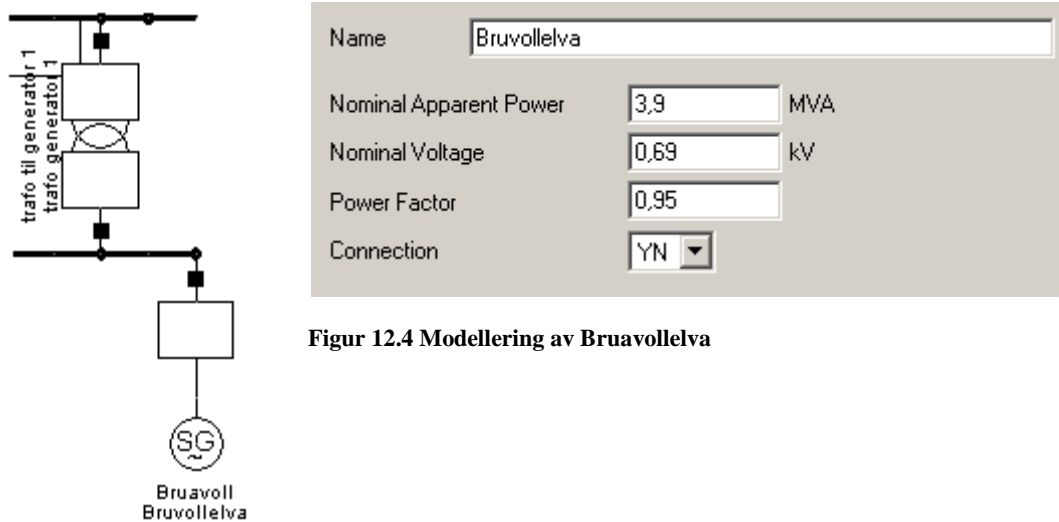 trafo til generator 1
trafo generator 1
SG
~
Bruavoll
Bruvollelva
Name Bruvollelva
Nominal Apparent Power 3,9 MVA
Nominal Voltage 0,69 kV
Power Factor 0,95
Connection YN
Figur 12.4 Modellering av Bruavollelva